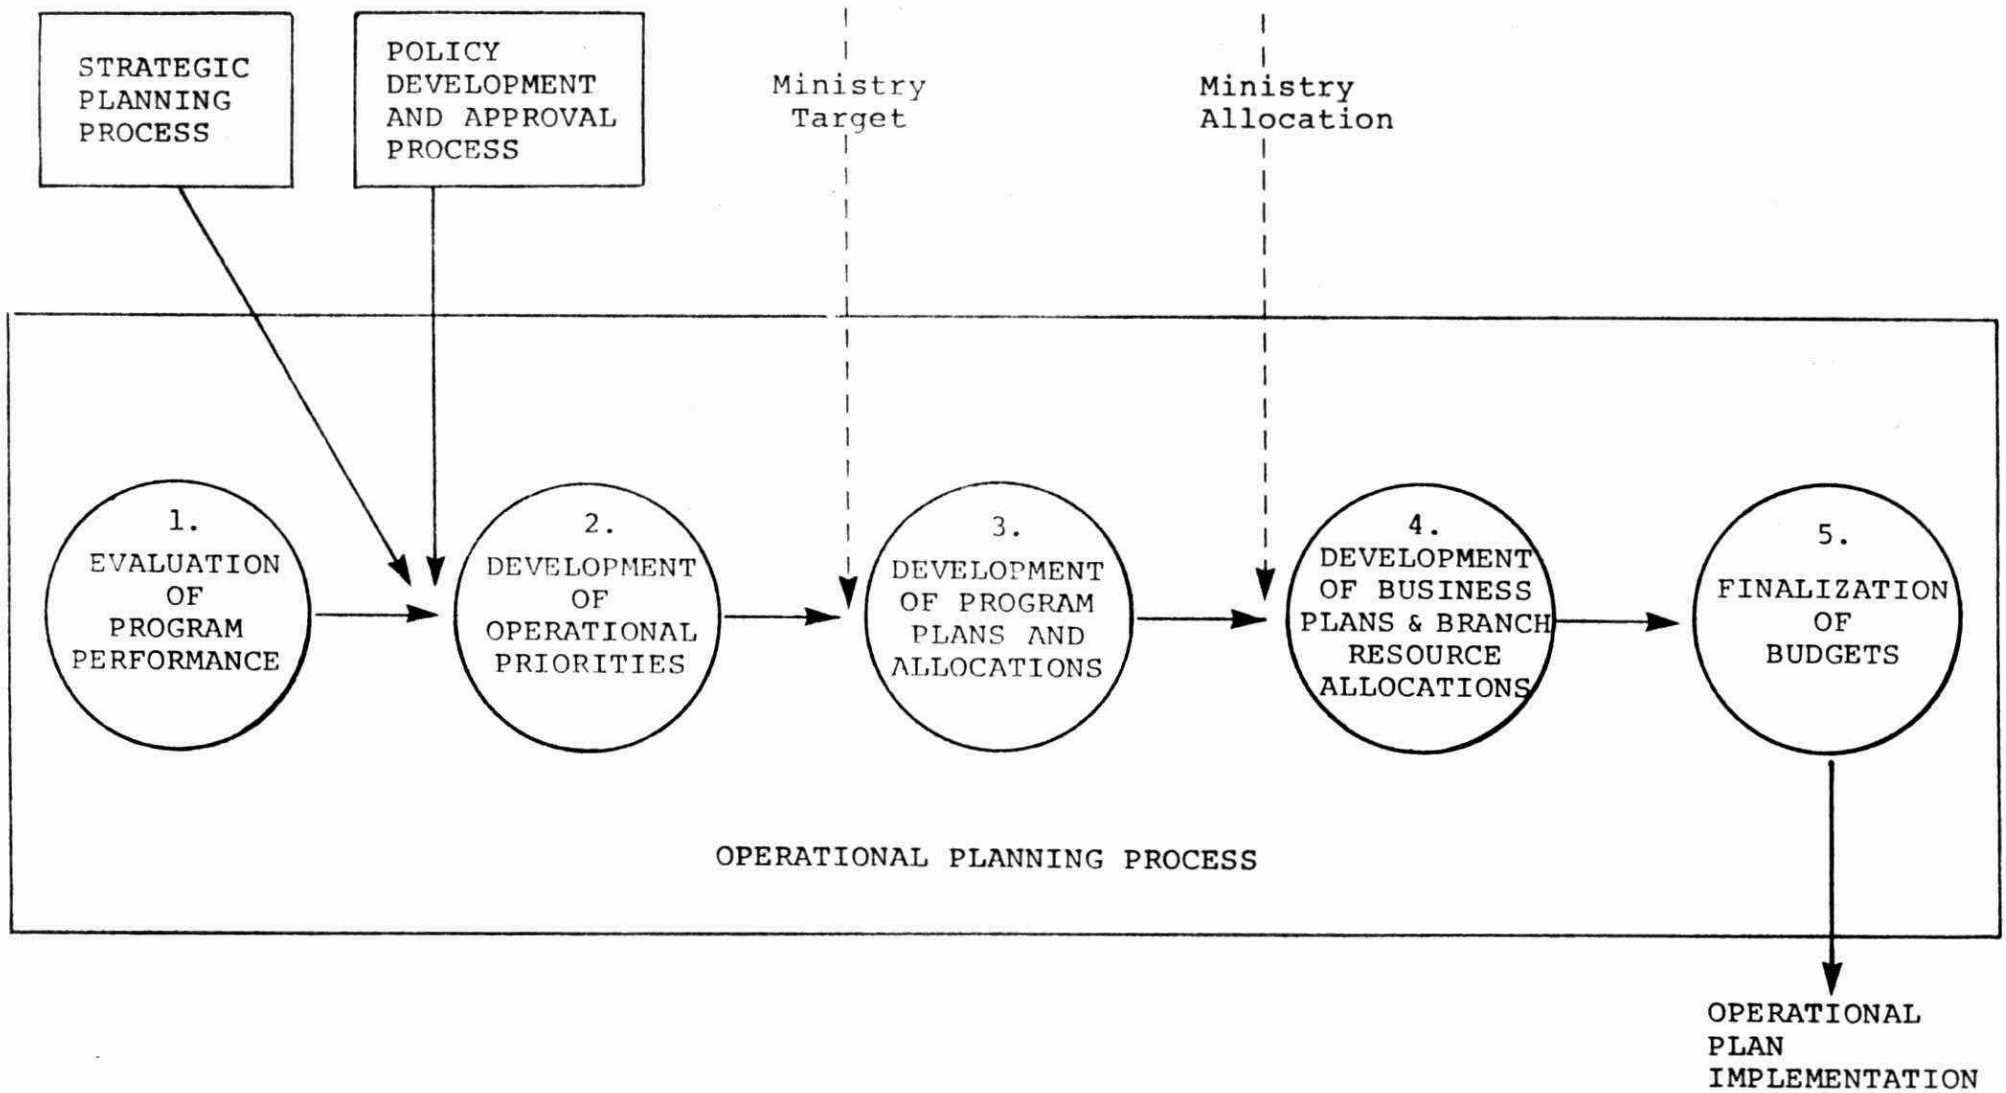 STRATEGIC
PLANNING
PROCESS
POLICY
DEVELOPMENT
AND APPROVAL
PROCESS
Ministry
Target
Ministry
Allocation
1.
EVALUATION
OF
PROGRAM
PERFORMANCE
2.
DEVELOPMENT
OF
OPERATIONAL
PRIORITIES
3.
DEVELOPMENT
OF PROGRAM
PLANS AND
ALLOCATIONS
4.
DEVELOPMENT
OF BUSINESS
PLANS & BRANCH
RESOURCE
ALLOCATIONS
5.
FINALIZATION
OF
BUDGETS
OPERATIONAL PLANNING PROCESS
OPERATIONAL
PLAN
IMPLEMENTATION